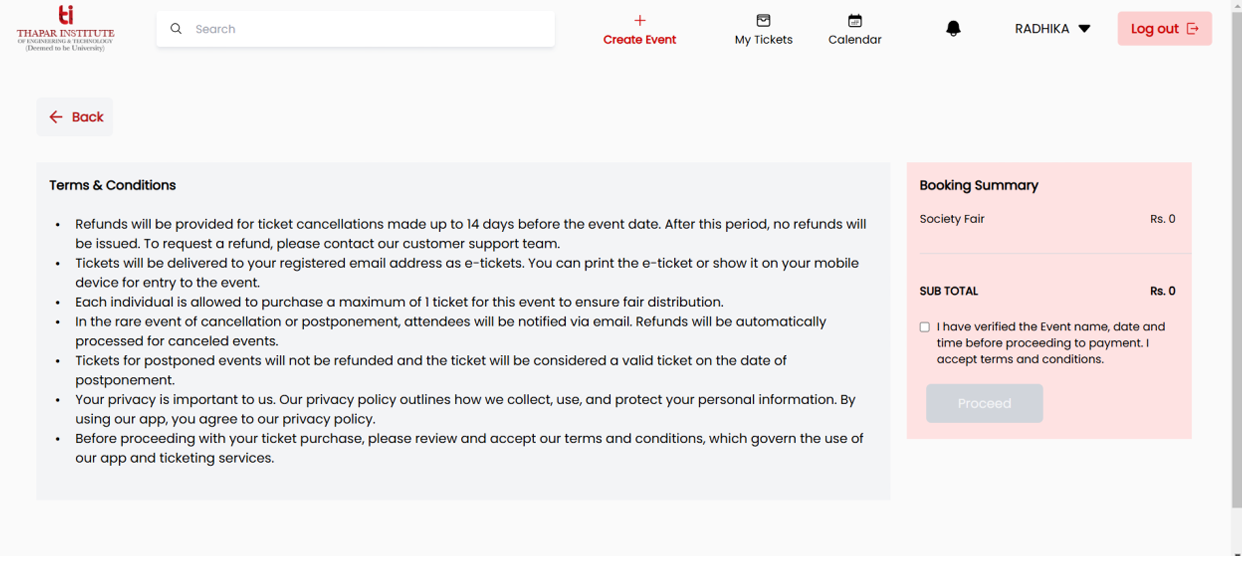 ti
THAPAR INSTITUTE
OF ENGINEERING & TECHNOLOGY
(Deemed to be University)
Search
Create Event
My Tickets
Calendar
RADHIKA
Log out
Back
Terms & Conditions
• Refunds will be provided for ticket cancellations made up to 14 days before the event date. After this period, no refunds will
be issued. To request a refund, please contact our customer support team.
• Tickets will be delivered to your registered email address as e-tickets. You can print the e-ticket or show it on your mobile
device for entry to the event.
• Each individual is allowed to purchase a maximum of 1 ticket for this event to ensure fair distribution.
• In the rare event of cancellation or postponement, attendees will be notified via email. Refunds will be automatically
processed for canceled events.
• Tickets for postponed events will not be refunded and the ticket will be considered a valid ticket on the date of
postponement.
• Your privacy is important to us. Our privacy policy outlines how we collect, use, and protect your personal information. By
using our app, you agree to our privacy policy.
• Before proceeding with your ticket purchase, please review and accept our terms and conditions, which govern the use of
our app and ticketing services.
Booking Summary
Society Fair Rs. 0
SUB TOTAL Rs. 0
I have verified the Event name, date and
time before proceeding to payment. I
accept terms and conditions.
Proceed